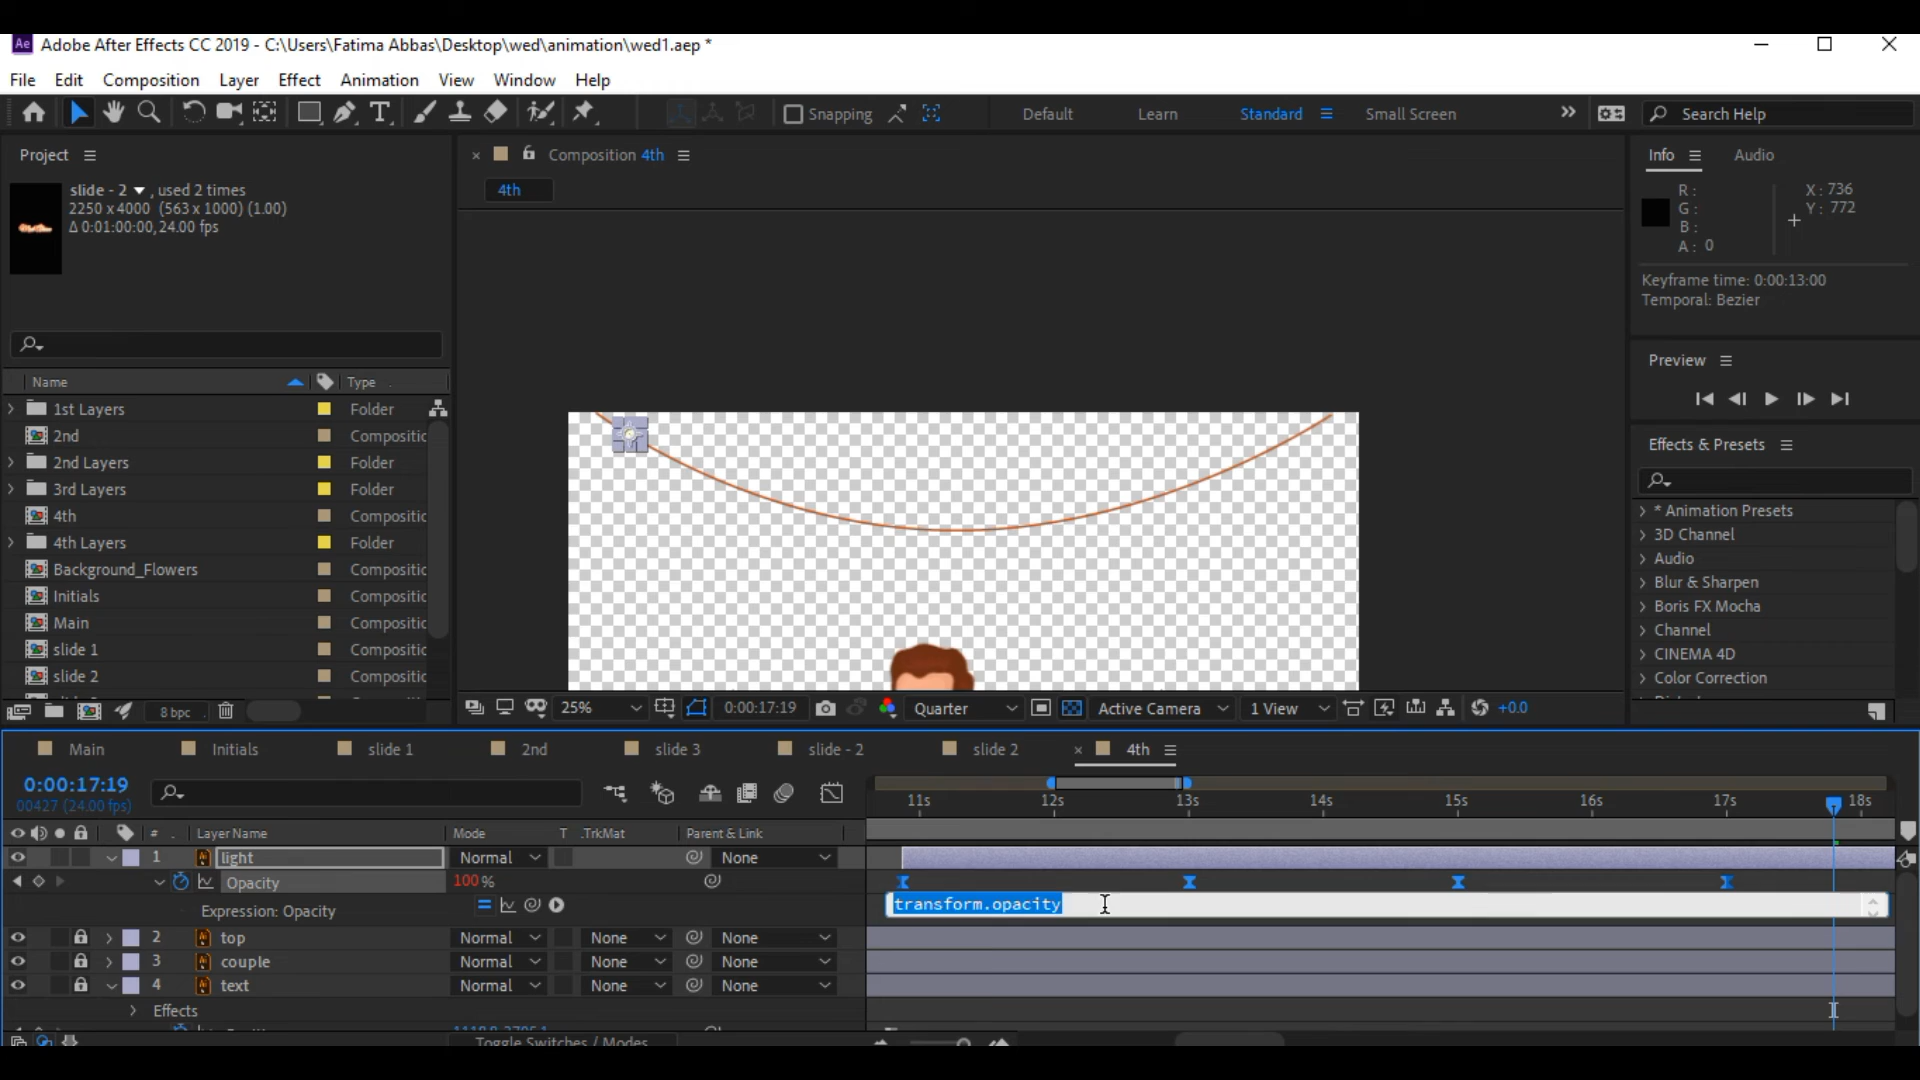 Ae Adobe After Effects CC 2019 - C:\Users\Fatima Abbas\Desktop\wed\animation\wed1.aep *
File Edit Composition Layer Effect Animation View Window Help
Snapping Default Learn Standard Small Screen Search Help
Project
slide - 2 , used 2 times
2250 x 4000 (563 x 1000) (1.00)
Δ 0:01:00:00, 24.00 fps
Name Type
1st Layers Folder
2nd Compositic
2nd Layers Folder
3rd Layers Folder
4th Compositic
4th Layers Folder
Background_Flowers Compositic
Initials Compositic
Main Compositic
slide 1 Compositic
slide 2 Compositic
8 bpc
Composition 4th
4th
25% 0:00:17:19 Quarter Active Camera 1 View +0.0
Info Audio
R : X : 736
G : Y : 772
B :
A : 0
Keyframe time: 0:00:13:00
Temporal: Bezier
Preview
Effects & Presets
* Animation Presets
3D Channel
Audio
Blur & Sharpen
Boris FX Mocha
Channel
CINEMA 4D
Color Correction
Main Initials slide 1 2nd slide 3 slide - 2 slide 2 × 4th
0:00:17:19
00427 (24.00 fps)
11s 12s 13s 14s 15s 16s 17s 18s
# . Layer Name Mode T .TrkMat Parent & Link
1 light Normal None
Opacity 100 %
Expression: Opacity transform.opacity
2 top Normal None None
3 couple Normal None None
4 text Normal None None
Effects
Toggle Switches / Modes